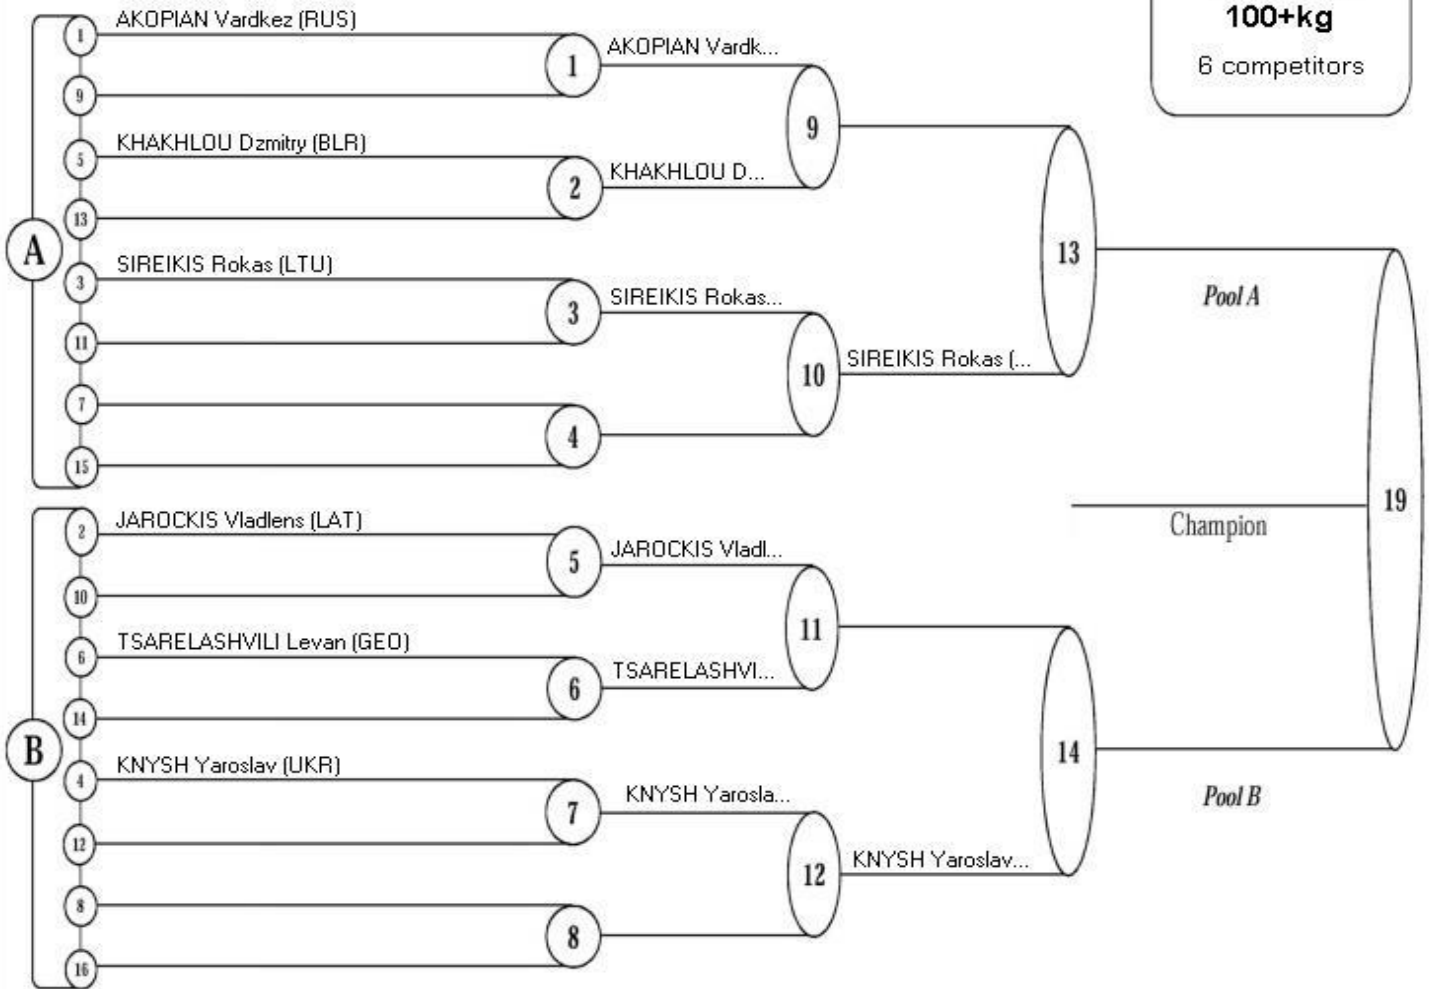 100+kg
6 competitors
1
AKOPIAN Vardkez (RUS)
1
AKOPIAN Vardk...
9
9
5
KHAKHLOU Dzmitry (BLR)
2
KHAKHLOU D...
13
A
13
3
SIREIKIS Rokas (LTU)
3
SIREIKIS Rokas...
Pool A
11
10
SIREIKIS Rokas (...
7
4
15
19
Champion
2
JAROCKIS Vladlens (LAT)
5
JAROCKIS Vladl...
10
11
6
TSARELASHVILI Levan (GEO)
6
TSARELASHVI...
14
B
14
4
KNYSH Yaroslav (UKR)
7
KNYSH Yarosla...
Pool B
12
12
KNYSH Yaroslav...
8
8
16